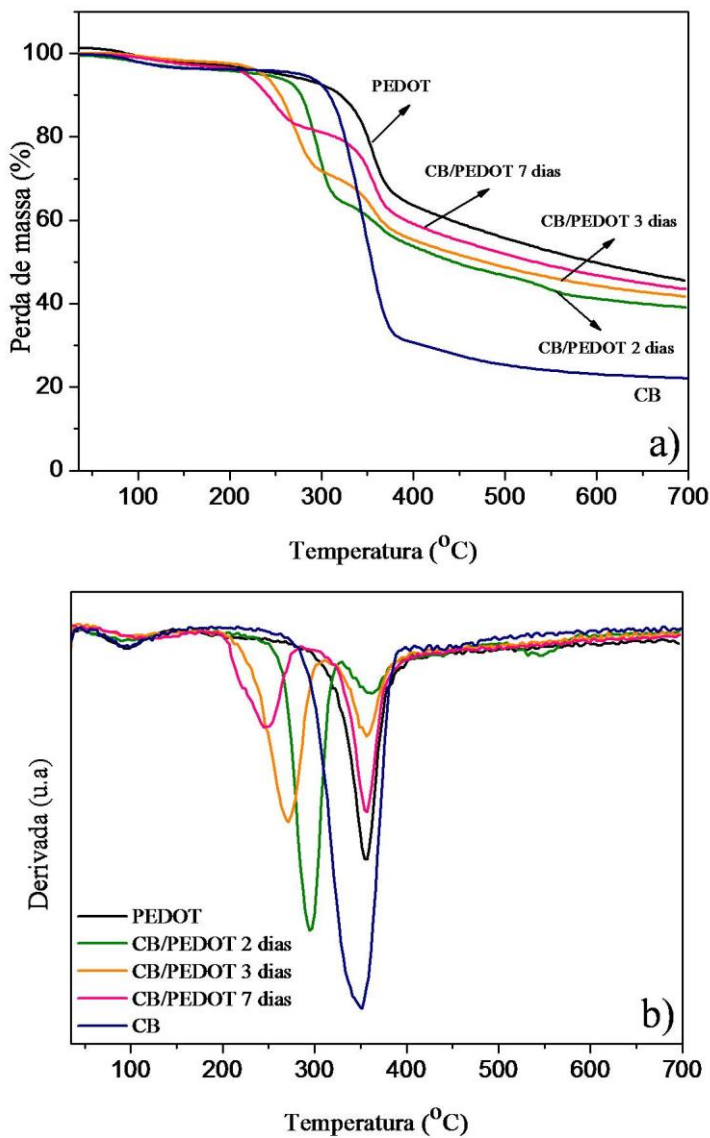 100
80
60
40
20
0
Perda de massa (%)
PEDOT
CB/PEDOT 7 dias
CB/PEDOT 3 dias
CB/PEDOT 2 dias
CB
a)
100 200 300 400 500 600 700
Temperatura (ºC)
Derivada (u.a)
PEDOT
CB/PEDOT 2 dias
CB/PEDOT 3 dias
CB/PEDOT 7 dias
CB
b)
100 200 300 400 500 600 700
Temperatura (ºC)